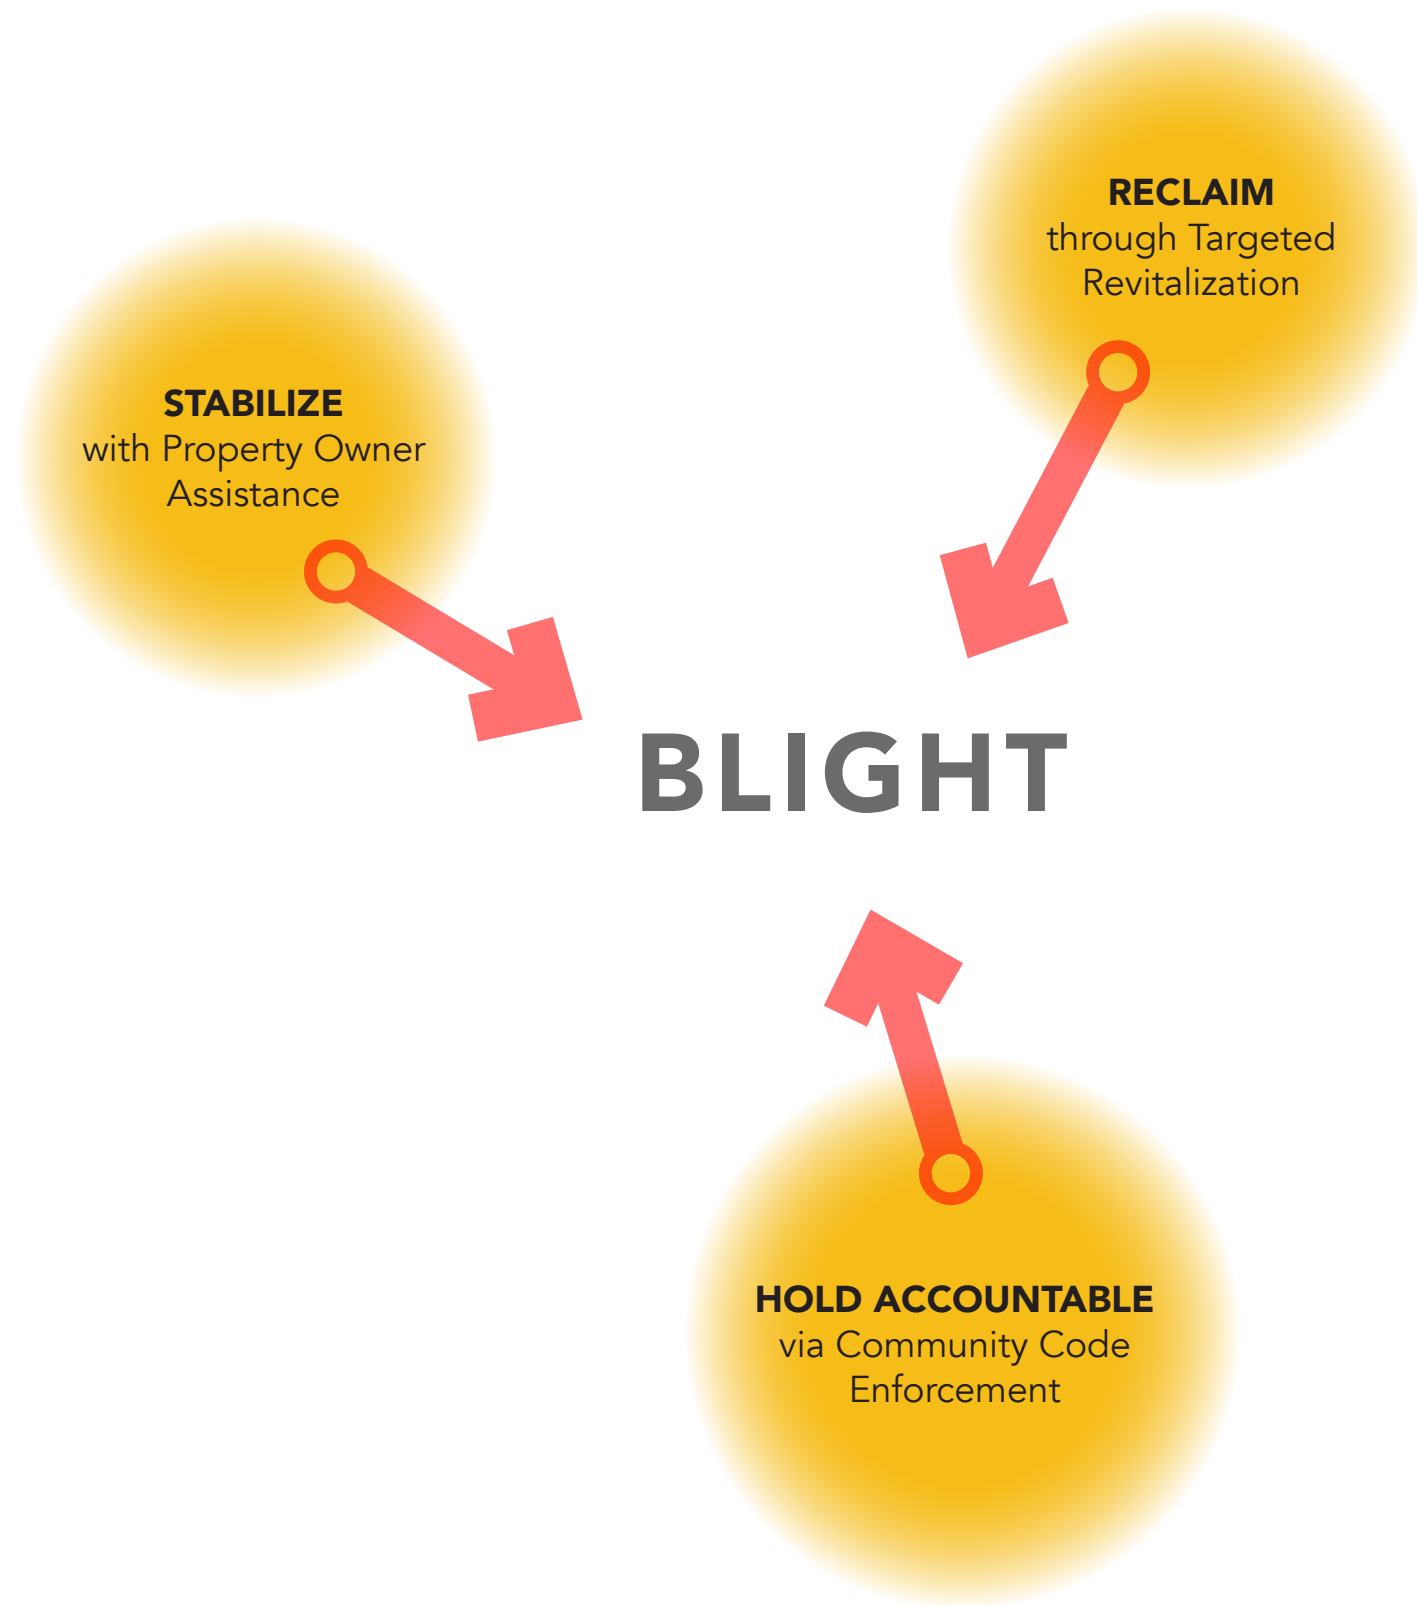 RECLAIM
through Targeted
Revitalization
STABILIZE
with Property Owner
Assistance
BLIGHT
HOLD ACCOUNTABLE
via Community Code
Enforcement